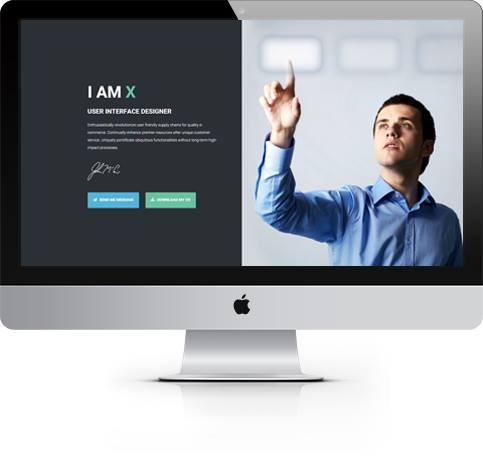 I AM X
USER INTERFACE DESIGNER
Enthusiastically revolutionize user friendly supply chains for quality e-
commerce. Continually enhance premier resources after unique customer
service. Uniquely pontificate ubiquitous functionalities without long-term high-
impact processes.
SEND ME MESSAGE
DOWNLOAD MY CV